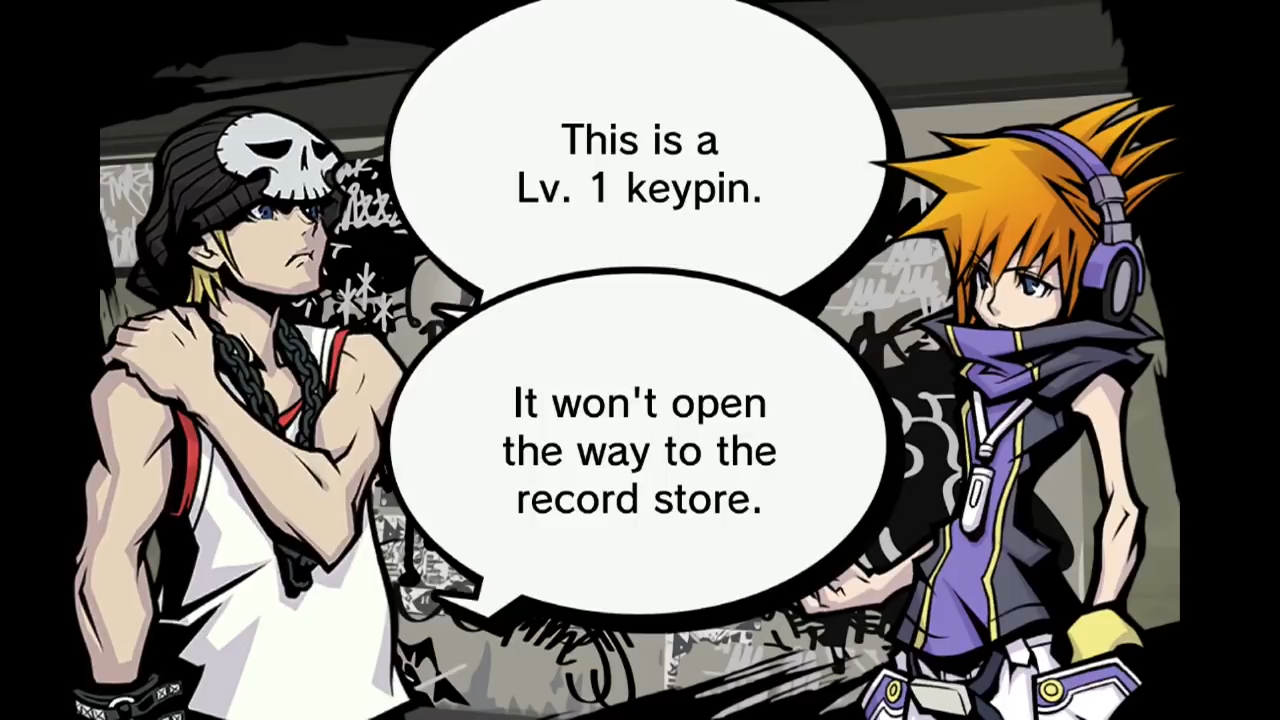 This is a
Lv. 1 keypin.
It won't open
the way to the
record store.